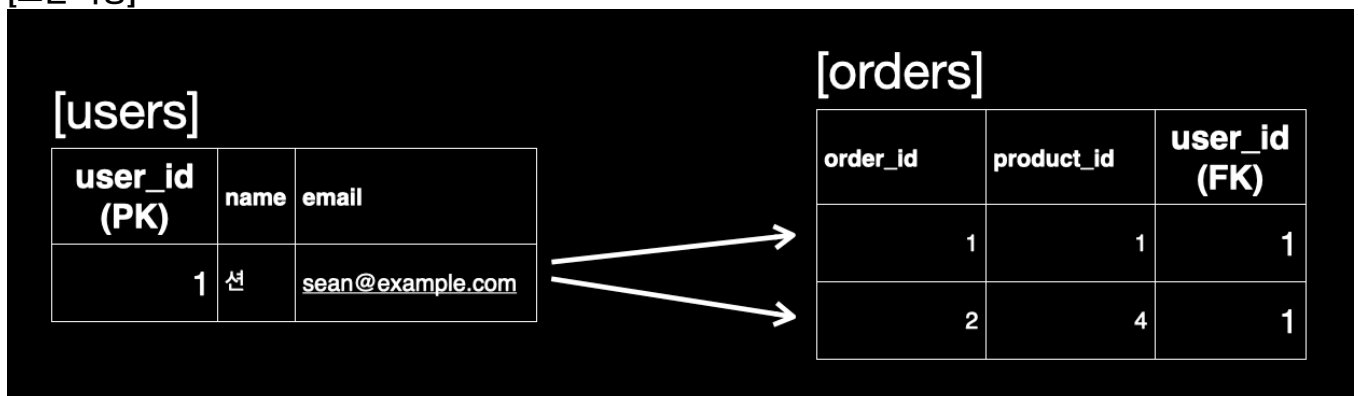 [users]
user_id (PK) name email
1 션 sean@example.com
[orders]
order_id product_id user_id (FK)
1 1 1
2 4 1